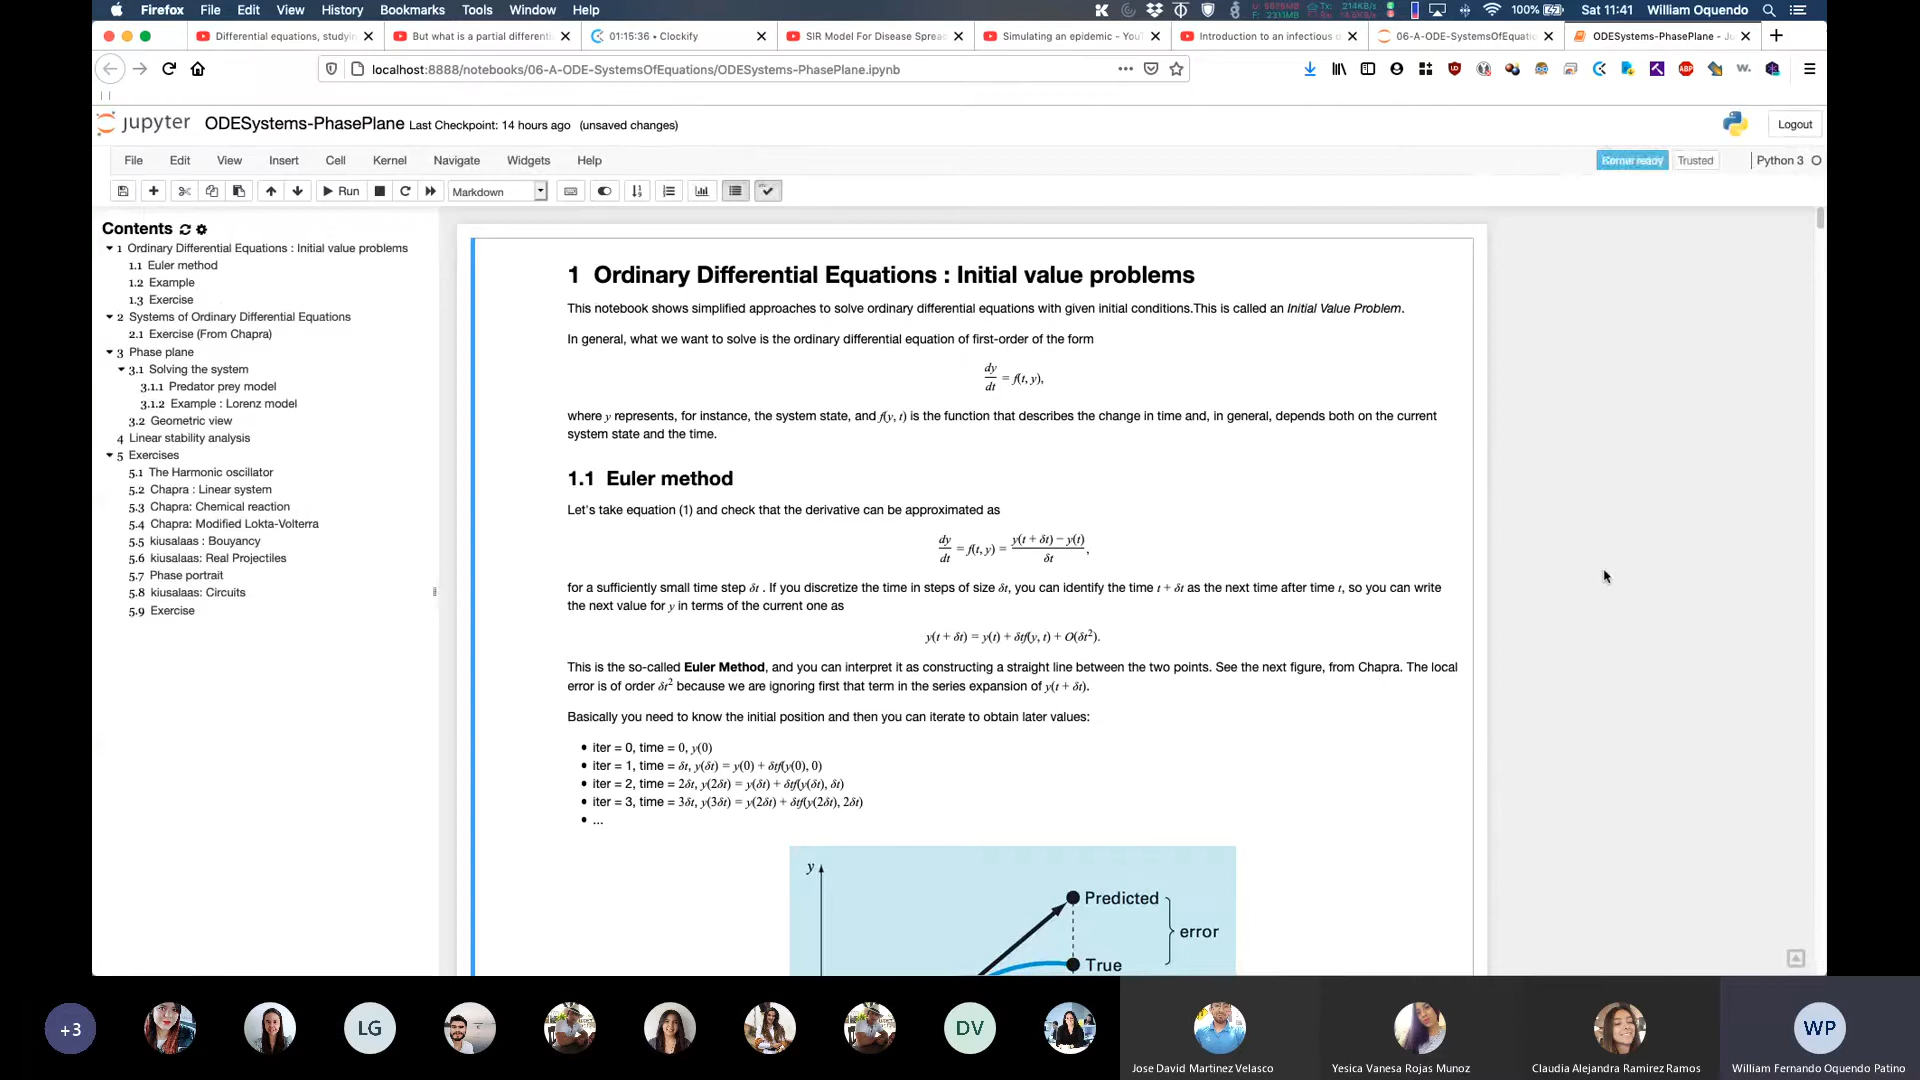 Firefox File Edit View History Bookmarks Tools Window Help 100% Sat 11:41 William Oquendo
Differential equations, studyin But what is a partial differenti 01:15:36 • Clockify SIR Model For Disease Sprea Simulating an epidemic - You Introduction to an infectious 06-A-ODE-SystemsOfEquatio ODESystems-PhasePlane - Ju
localhost:8888/notebooks/06-A-ODE-SystemsOfEquations/ODESystems-PhasePlane.ipynb
jupyter ODESystems-PhasePlane Last Checkpoint: 14 hours ago (unsaved changes) Logout
File Edit View Insert Cell Kernel Navigate Widgets Help Kernel ready Trusted Python 3
Run Markdown
Contents
1 Ordinary Differential Equations : Initial value problems
1.1 Euler method
1.2 Example
1.3 Exercise
2 Systems of Ordinary Differential Equations
2.1 Exercise (From Chapra)
3 Phase plane
3.1 Solving the system
3.1.1 Predator prey model
3.1.2 Example : Lorenz model
3.2 Geometric view
4 Linear stability analysis
5 Exercises
5.1 The Harmonic oscillator
5.2 Chapra : Linear system
5.3 Chapra: Chemical reaction
5.4 Chapra: Modified Lokta-Volterra
5.5 kiusalaas : Bouyancy
5.6 kiusalaas: Real Projectiles
5.7 Phase portrait
5.8 kiusalaas: Circuits
5.9 Exercise
1 Ordinary Differential Equations : Initial value problems
This notebook shows simplified approaches to solve ordinary differential equations with given initial conditions.This is called an Initial Value Problem.
In general, what we want to solve is the ordinary differential equation of first-order of the form
dy/dt = f(t, y),
where y represents, for instance, the system state, and f(y, t) is the function that describes the change in time and, in general, depends both on the current
system state and the time.
1.1 Euler method
Let's take equation (1) and check that the derivative can be approximated as
dy/dt = f(t, y) = y(t + δt) − y(t)/δt,
for a sufficiently small time step δt . If you discretize the time in steps of size δt, you can identify the time t + δt as the next time after time t, so you can write
the next value for y in terms of the current one as
y(t + δt) = y(t) + δtf(y, t) + O(δt²).
This is the so-called Euler Method, and you can interpret it as constructing a straight line between the two points. See the next figure, from Chapra. The local
error is of order δt² because we are ignoring first that term in the series expansion of y(t + δt).
Basically you need to know the initial position and then you can iterate to obtain later values:
• iter = 0, time = 0, y(0)
• iter = 1, time = δt, y(δt) = y(0) + δtf(y(0), 0)
• iter = 2, time = 2δt, y(2δt) = y(δt) + δtf(y(δt), δt)
• iter = 3, time = 3δt, y(3δt) = y(2δt) + δtf(y(2δt), 2δt)
• ...
y
Predicted
error
True
+3 LG DV WP
Jose David Martinez Velasco Yesica Vanesa Rojas Munoz Claudia Alejandra Ramirez Ramos William Fernando Oquendo Patino